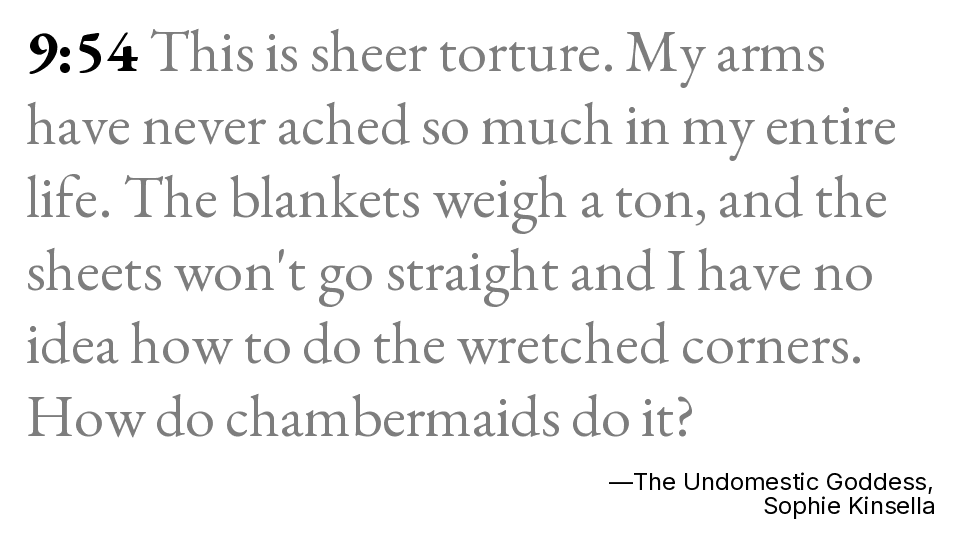 9:54 This is sheer torture. My arms
have never ached so much in my entire
life. The blankets weigh a ton, and the
sheets won't go straight and I have no
idea how to do the wretched corners.
How do chambermaids do it?
—The Undomestic Goddess,
Sophie Kinsella